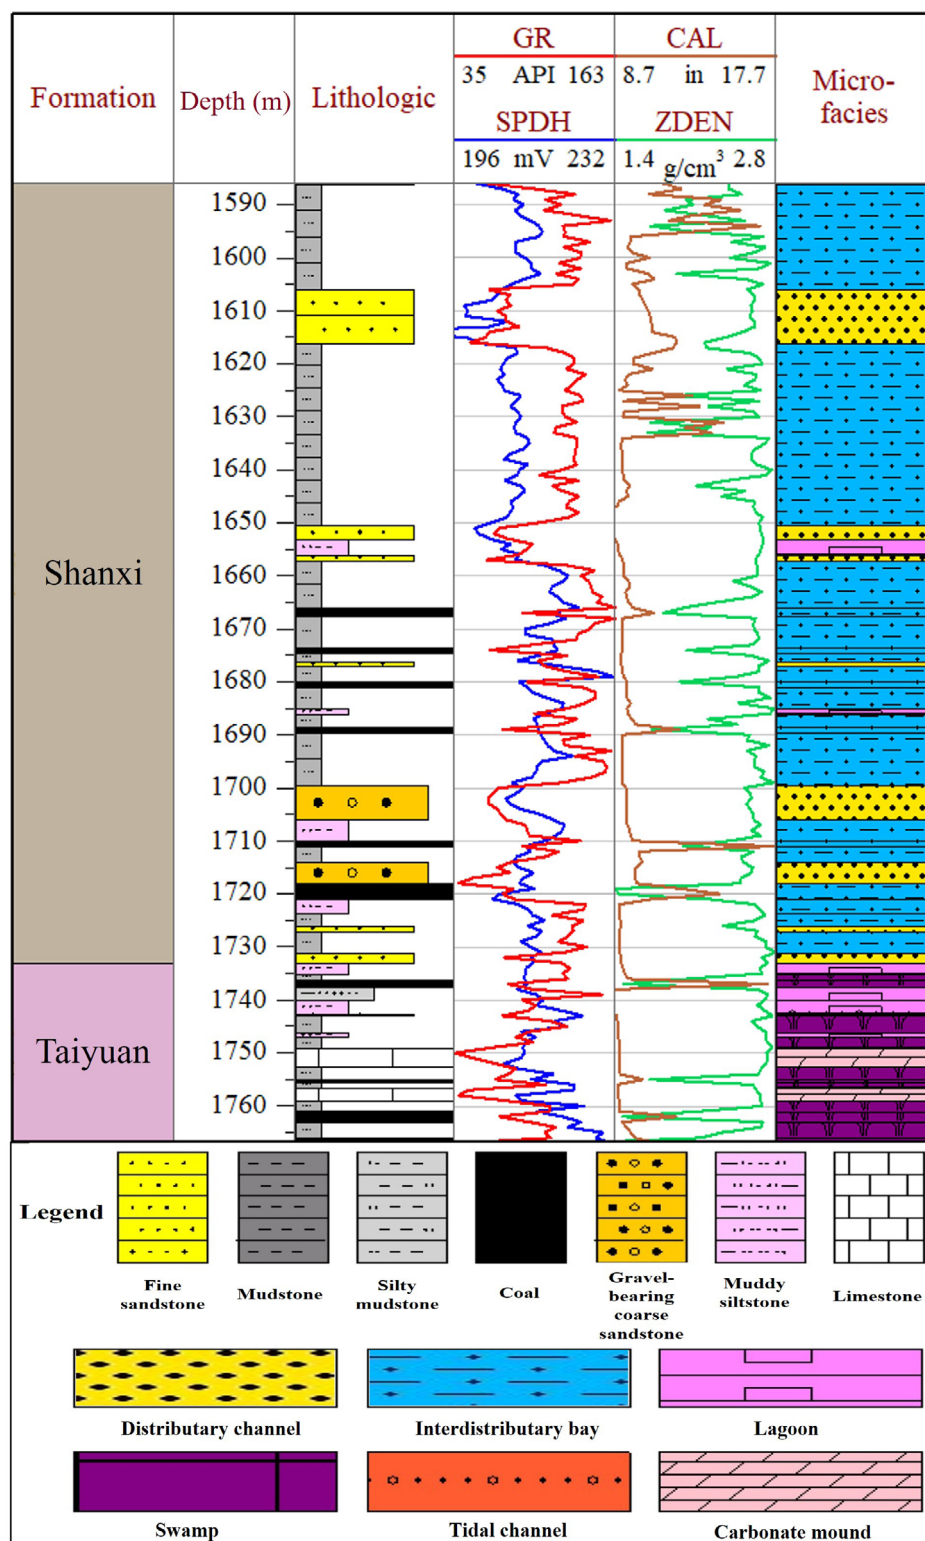 Formation
Depth (m)
Lithologic
GR
35 API 163
SPDH
196 mV 232
CAL
8.7 in 17.7
ZDEN
1.4 g/cm³ 2.8
Micro-
facies
Shanxi
Taiyuan
1590
1600
1610
1620
1630
1640
1650
1660
1670
1680
1690
1700
1710
1720
1730
1740
1750
1760
Legend
Fine
sandstone
Mudstone
Silty
mudstone
Coal
Gravel-
bearing
coarse
sandstone
Muddy
siltstone
Limestone
Distributary channel
Interdistributary bay
Lagoon
Swamp
Tidal channel
Carbonate mound